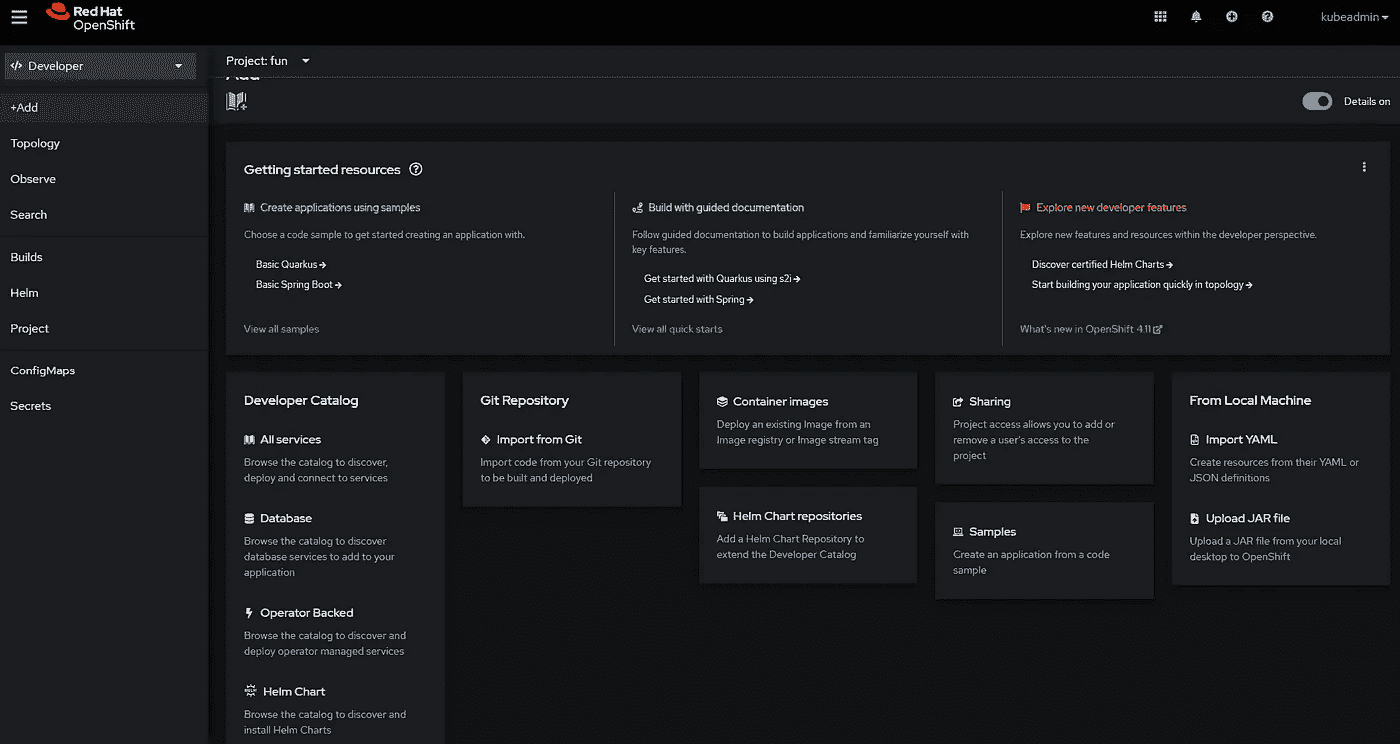 Red Hat
OpenShift
kubeadmin
Developer
Project: fun
Add
Details on
+Add
Topology
Observe
Search
Builds
Helm
Project
ConfigMaps
Secrets
Getting started resources
Create applications using samples
Choose a code sample to get started creating an application with.
Basic Quarkus
Basic Spring Boot
View all samples
Build with guided documentation
Follow guided documentation to build applications and familiarize yourself with
key features.
Get started with Quarkus using s2i
Get started with Spring
View all quick starts
Explore new developer features
Explore new features and resources within the developer perspective.
Discover certified Helm Charts
Start building your application quickly in topology
What's new in OpenShift 4.11
Developer Catalog
All services
Browse the catalog to discover,
deploy and connect to services
Database
Browse the catalog to discover
database services to add to your
application
Operator Backed
Browse the catalog to discover and
deploy operator managed services
Helm Chart
Browse the catalog to discover and
install Helm Charts
Git Repository
Import from Git
Import code from your Git repository
to be built and deployed
Container images
Deploy an existing Image from an
Image registry or Image stream tag
Helm Chart repositories
Add a Helm Chart Repository to
extend the Developer Catalog
Sharing
Project access allows you to add or
remove a user's access to the
project
Samples
Create an application from a code
sample
From Local Machine
Import YAML
Create resources from their YAML or
JSON definitions
Upload JAR file
Upload a JAR file from your local
desktop to OpenShift